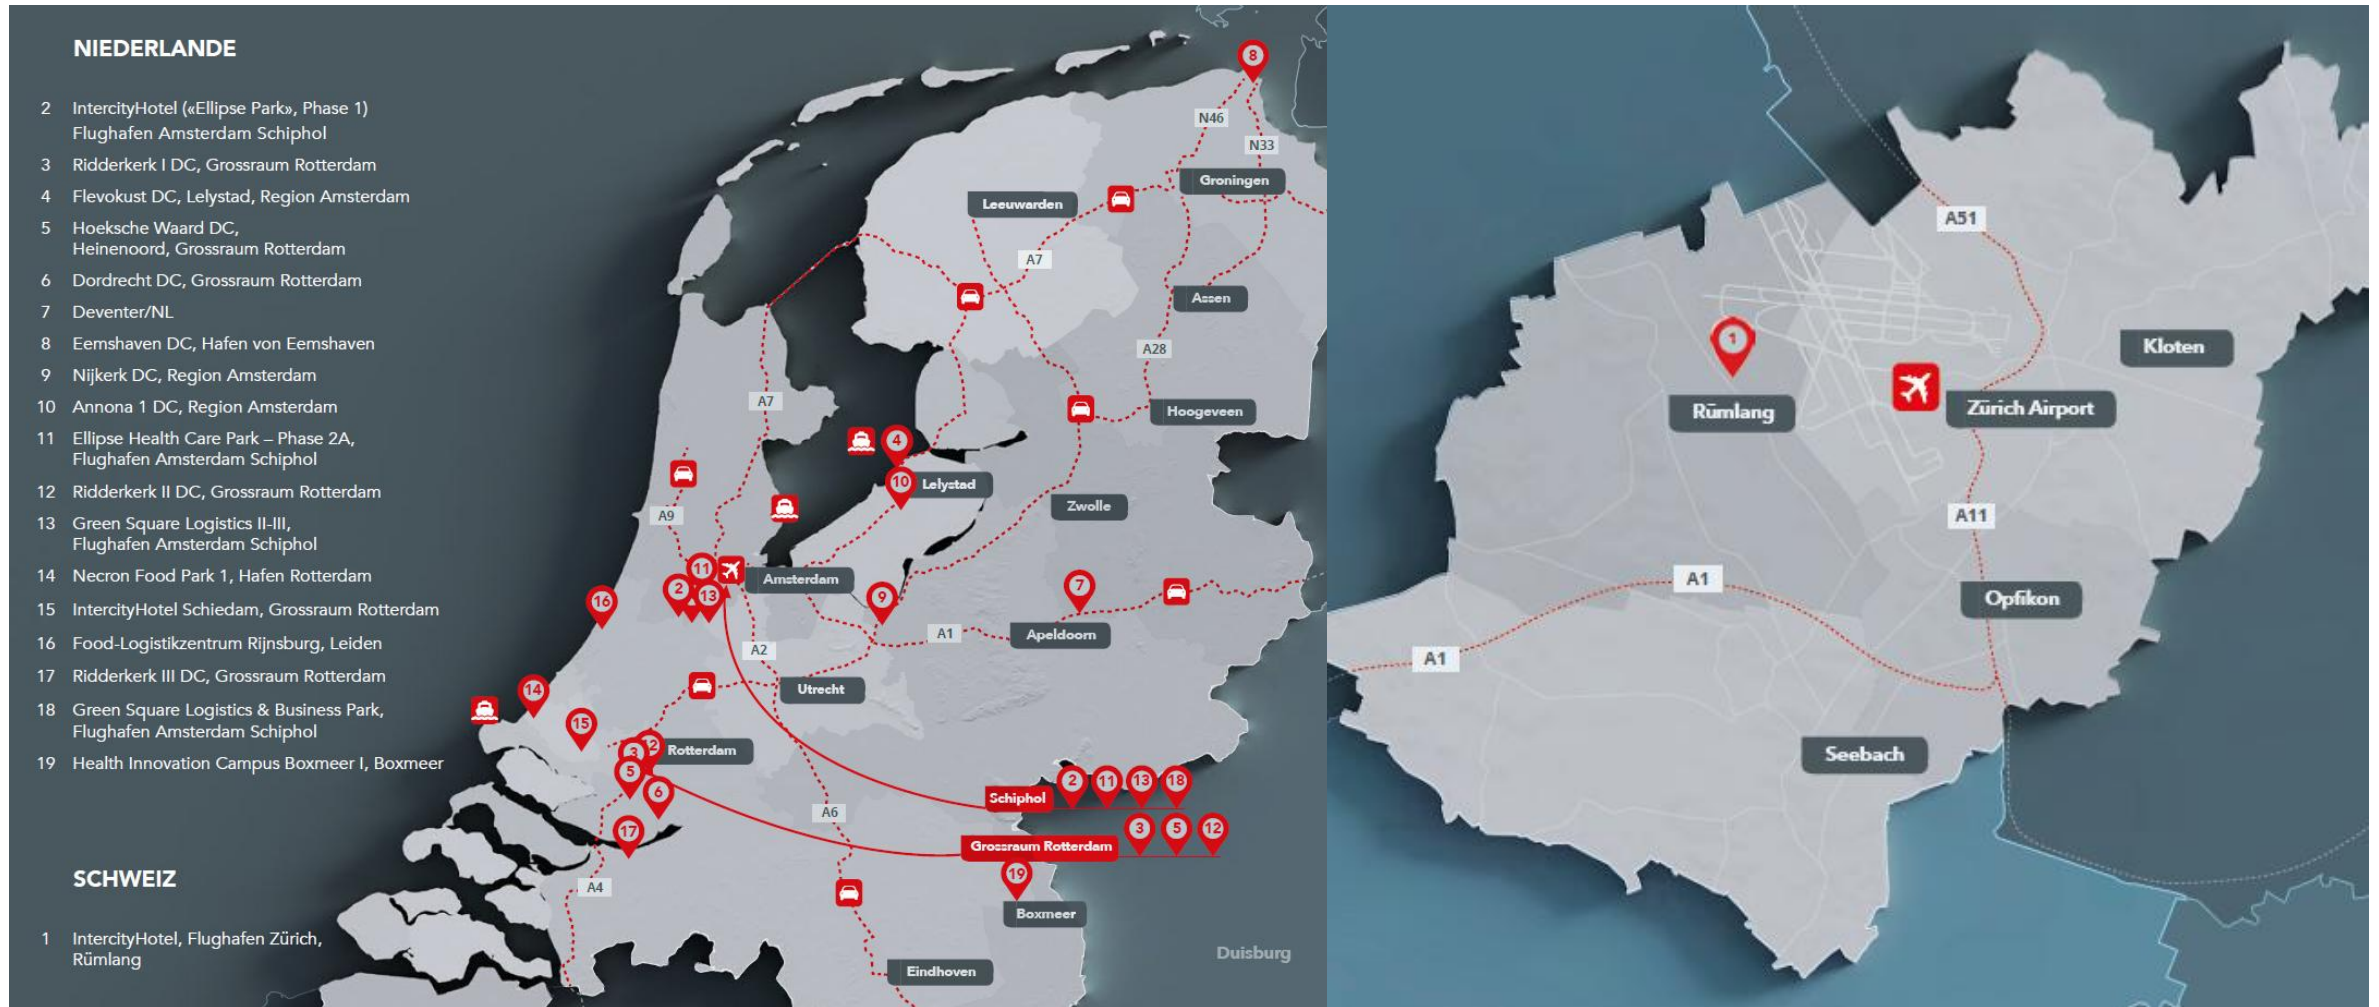 NIEDERLANDE
2 IntercityHotel («Ellipse Park», Phase 1)
Flughafen Amsterdam Schiphol
3 Ridderkerk I DC, Grossraum Rotterdam
4 Flevokust DC, Lelystad, Region Amsterdam
5 Hoeksche Waard DC,
Heinenoord, Grossraum Rotterdam
6 Dordrecht DC, Grossraum Rotterdam
7 Deventer/NL
8 Eemshaven DC, Hafen von Eemshaven
9 Nijkerk DC, Region Amsterdam
10 Annona 1 DC, Region Amsterdam
11 Ellipse Health Care Park – Phase 2A,
Flughafen Amsterdam Schiphol
12 Ridderkerk II DC, Grossraum Rotterdam
13 Green Square Logistics II-III,
Flughafen Amsterdam Schiphol
14 Necron Food Park 1, Hafen Rotterdam
15 IntercityHotel Schiedam, Grossraum Rotterdam
16 Food-Logistikzentrum Rijnsburg, Leiden
17 Ridderkerk III DC, Grossraum Rotterdam
18 Green Square Logistics & Business Park,
Flughafen Amsterdam Schiphol
19 Health Innovation Campus Boxmeer I, Boxmeer
SCHWEIZ
1 IntercityHotel, Flughafen Zürich,
Rümlang
8
N46
N33
Groningen
Leeuwarden
A7
Assen
A28
A7
Hoogeveen
4
10
Lelystad
Zwolle
A9
11
Amsterdam
2
13
16
9
7
A1
Apeldoorn
A2
Utrecht
14
15
12
3
Rotterdam
5
6
17
Schiphol
2 11 13 18
A6
Grossraum Rotterdam
3 5 12
19
Boxmeer
A4
Duisburg
Eindhoven
A51
1
Kloten
Rümlang
Zürich Airport
A11
A1
Opfikon
A1
Seebach